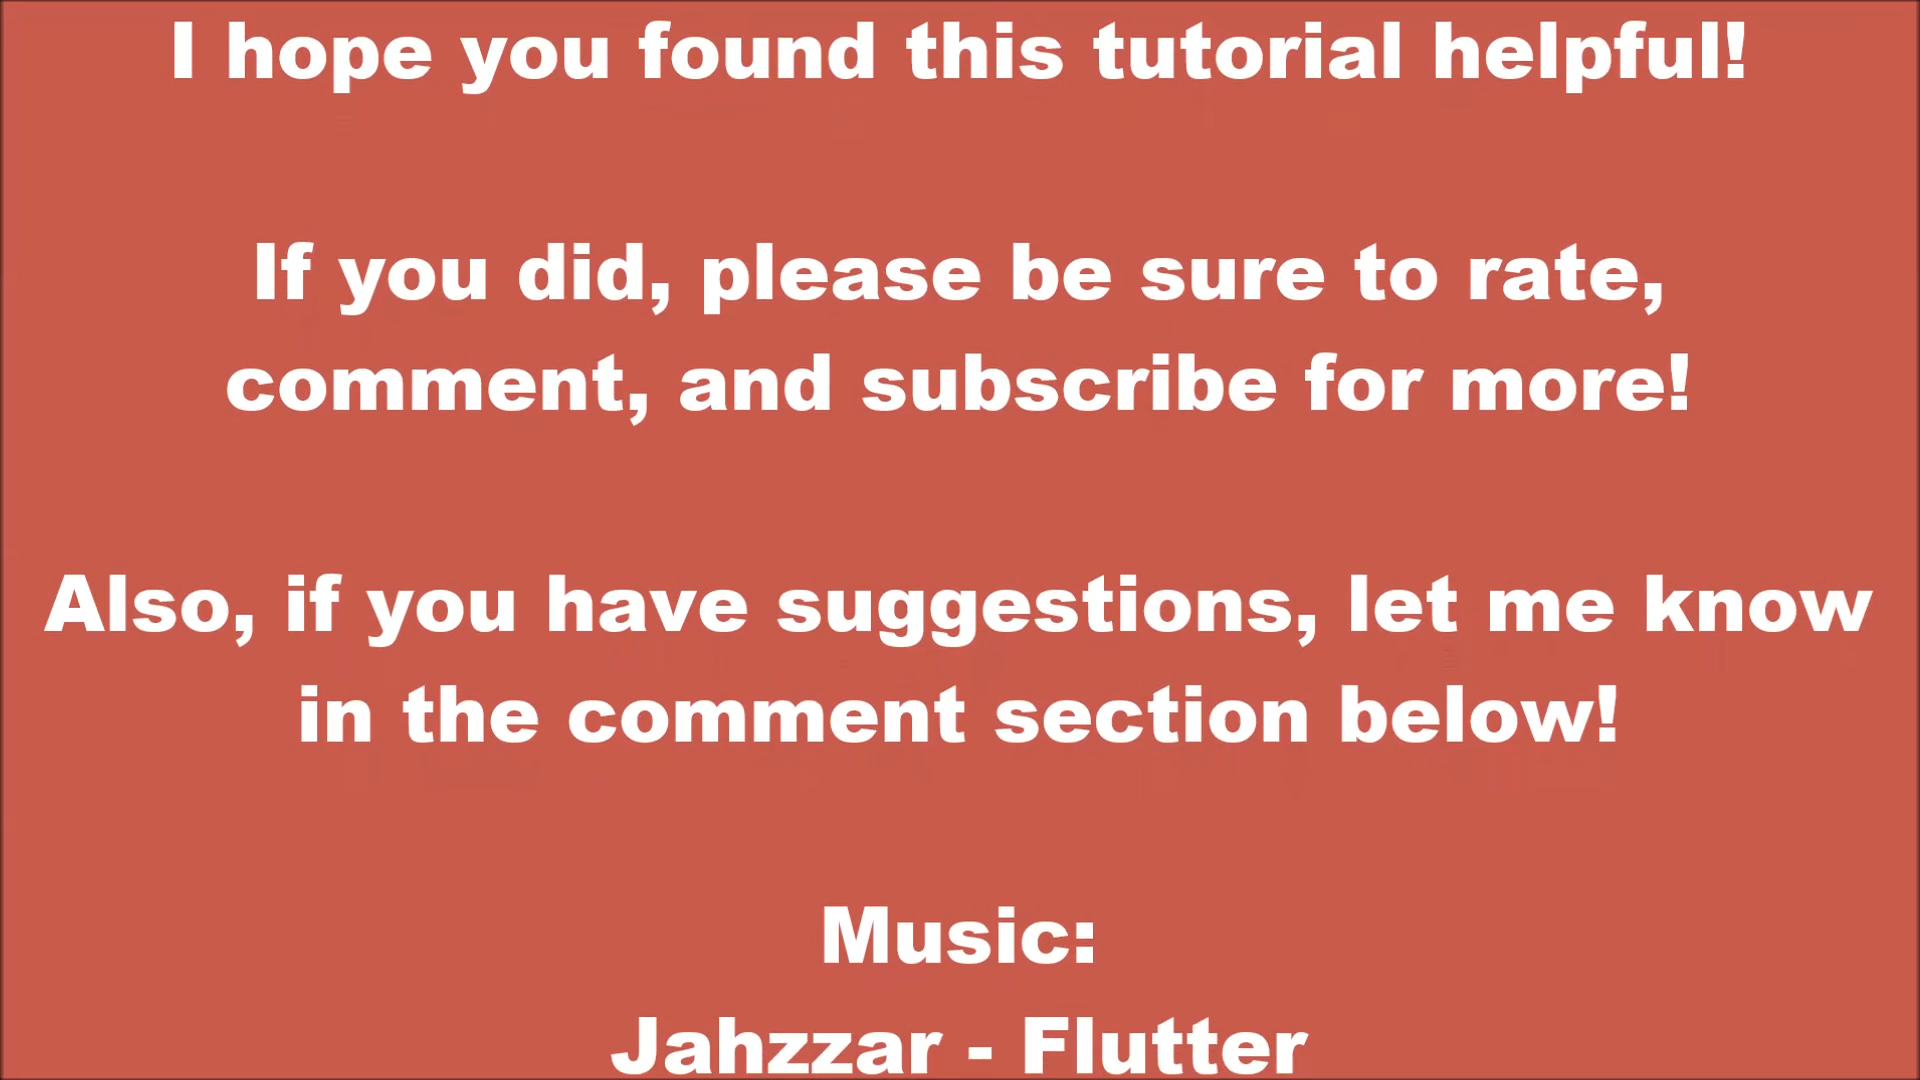 I hope you found this tutorial helpful!
If you did, please be sure to rate,
comment, and subscribe for more!
Also, if you have suggestions, let me know
in the comment section below!
Music:
Jahzzar - Flutter